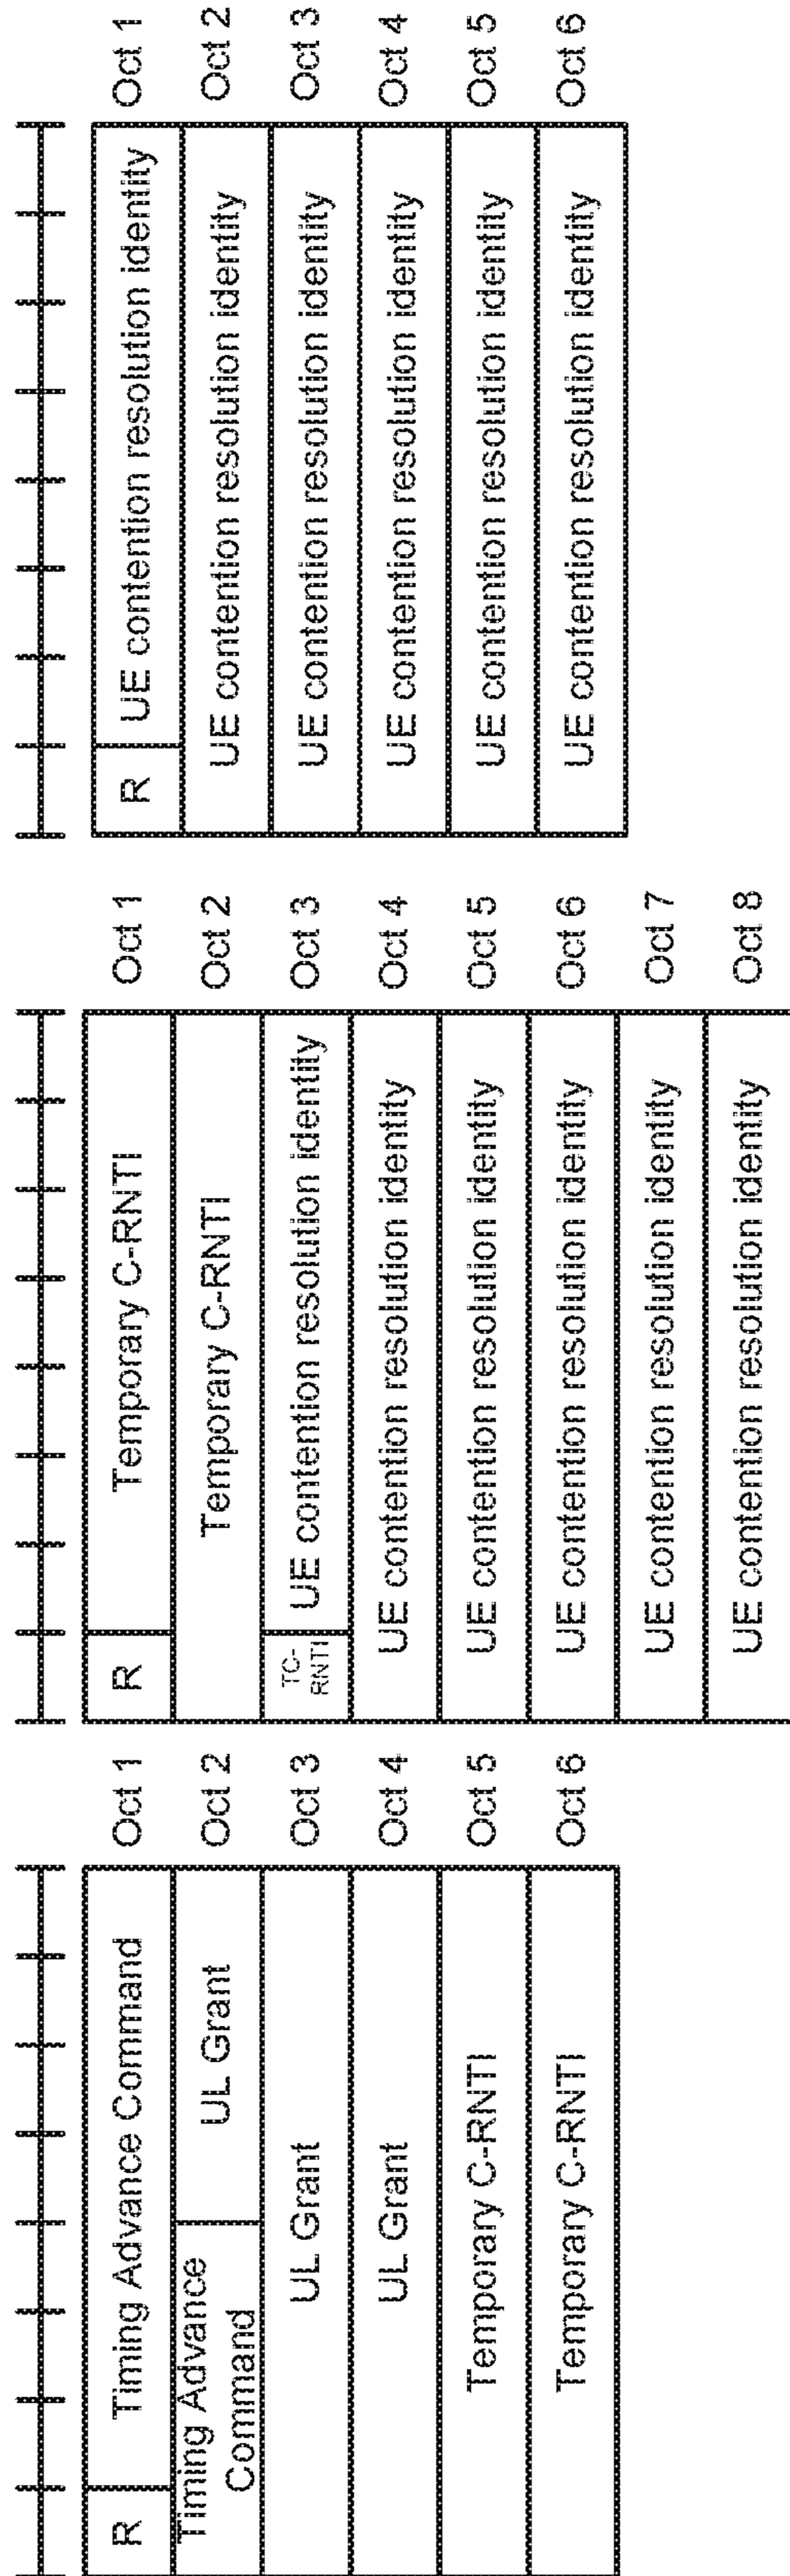 R Timing Advance Command Oct 1
Timing Advance Command UL Grant Oct 2
UL Grant Oct 3
UL Grant Oct 4
Temporary C-RNTI Oct 5
Temporary C-RNTI Oct 6
R Temporary C-RNTI Oct 1
Temporary C-RNTI Oct 2
TC-RNTI UE contention resolution identity Oct 3
UE contention resolution identity Oct 4
UE contention resolution identity Oct 5
UE contention resolution identity Oct 6
UE contention resolution identity Oct 7
UE contention resolution identity Oct 8
R UE contention resolution identity Oct 1
UE contention resolution identity Oct 2
UE contention resolution identity Oct 3
UE contention resolution identity Oct 4
UE contention resolution identity Oct 5
UE contention resolution identity Oct 6